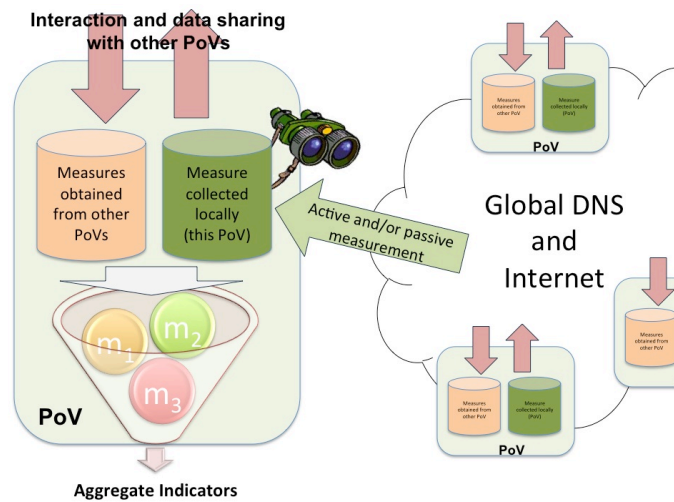 Interaction and data sharing
with other PoVs
Measures
obtained
from other
PoVs
Measure
collected
locally
(this PoV)
Active and/or passive
measurement
m1
m2
m3
PoV
Aggregate Indicators
Measures
obtained from
other PoV
Measure
collected locally
(PoV)
PoV
Global DNS
and
Internet
Measures
obtained from
other PoV
Measures
obtained from
other PoV
Measure
collected locally
(PoV)
PoV